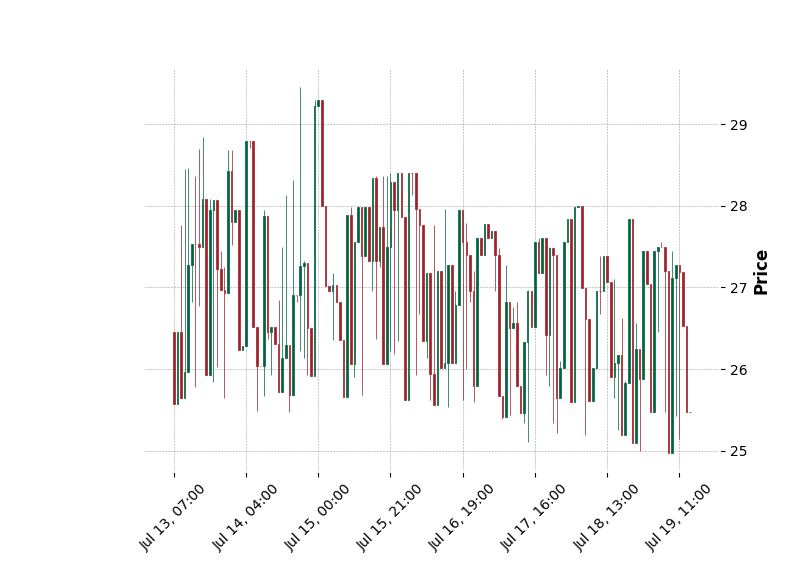 29
28
27
26
25
Price
Jul 13, 07:00
Jul 14, 04:00
Jul 15, 00:00
Jul 15, 21:00
Jul 16, 19:00
Jul 17, 16:00
Jul 18, 13:00
Jul 19, 11:00